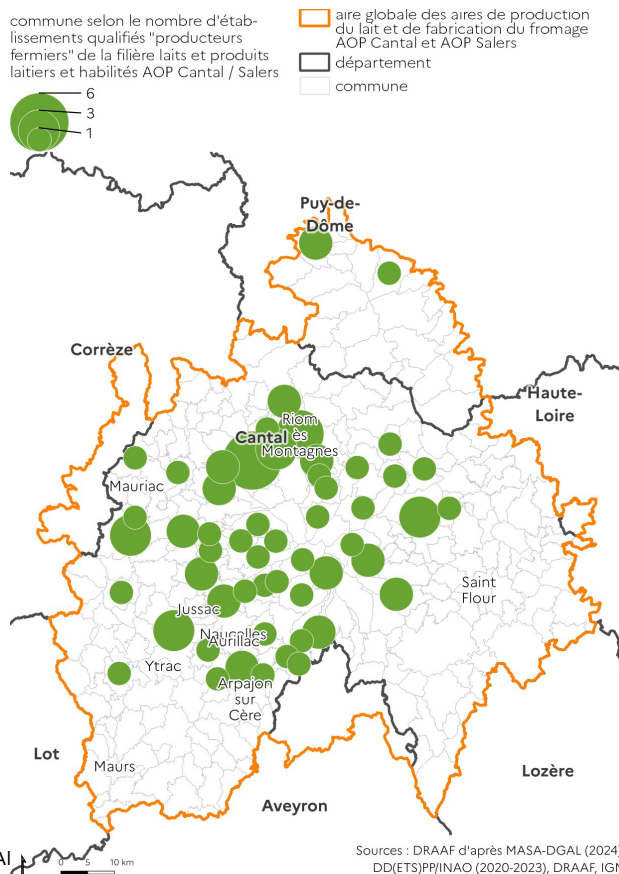 commune selon le nombre d'étab-
lissements qualifiés "producteurs
fermiers" de la filière laits et produits
laitiers et habilités AOP Cantal / Salers
6
3
1
aire globale des aires de production
du lait et de fabrication du fromage
AOP Cantal et AOP Salers
département
commune
Puy-de-
Dôme
Corrèze
Haute-
Loire
Riom
ès
Montagnes
Cantal
Mauriac
Saint
Flour
Jussac
Naucelles
Aurillac
Ytrac
Arpajon
sur
Cère
Lot
Maurs
Lozère
Aveyron
Sources : DRAAF d'après MASA-DGAL (2024)
DD(ETS)PP/INAO (2020-2023), DRAAF, IGN
AI
0 5 10 km